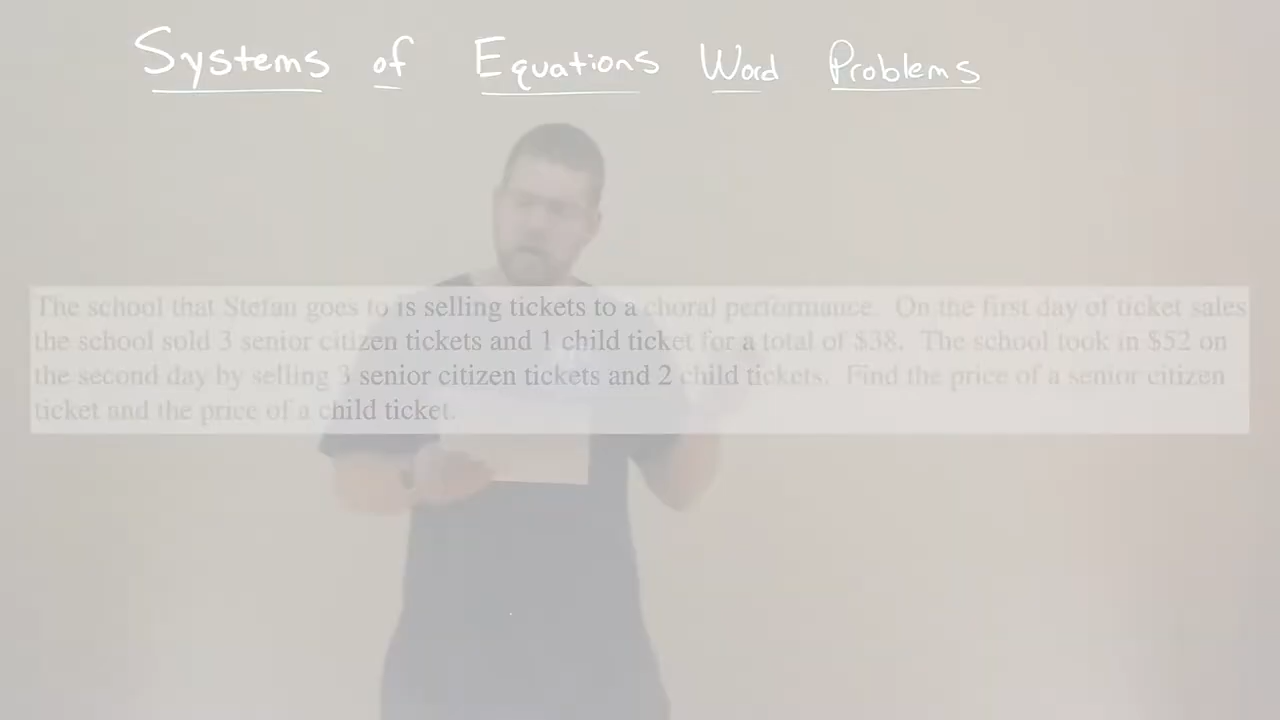 Systems of Equations Word Problems
The school that Stefan goes to is selling tickets to a choral performance. On the first day of ticket sales
the school sold 3 senior citizen tickets and 1 child ticket for a total of $38. The school took in $52 on
the second day by selling 3 senior citizen tickets and 2 child tickets. Find the price of a senior citizen
ticket and the price of a child ticket.